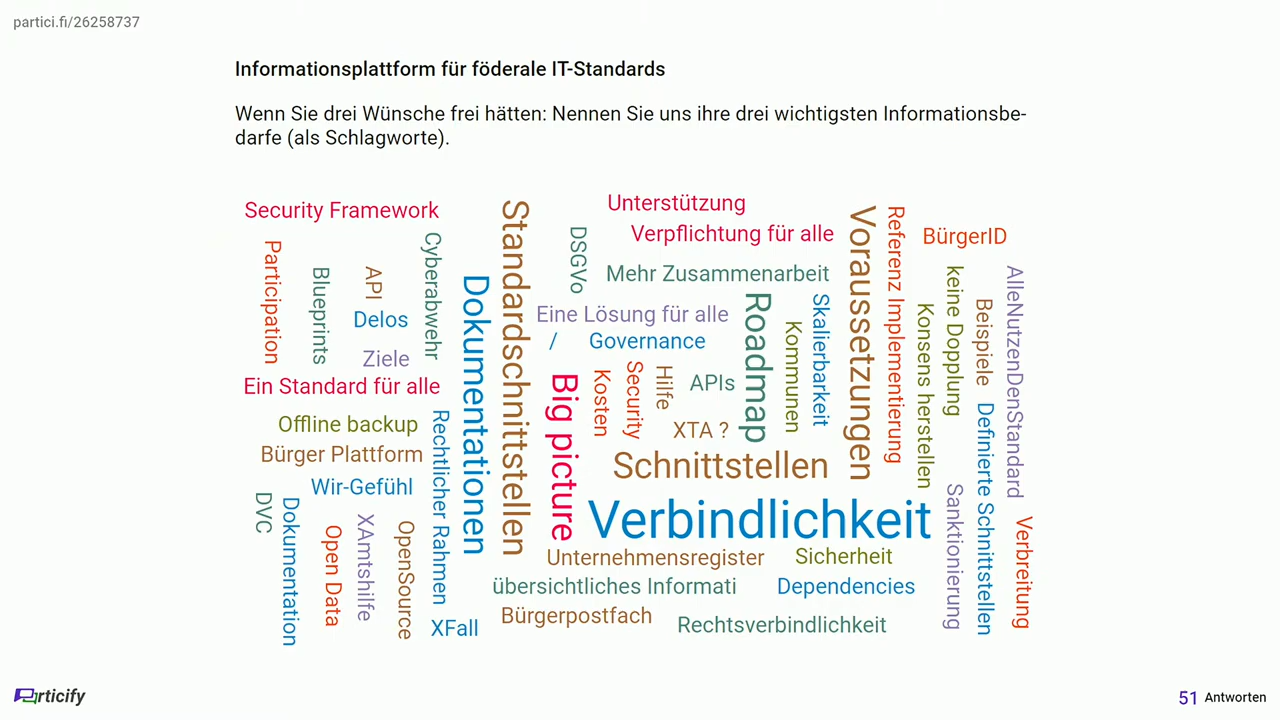 partici.fi/26258737
Informationsplattform für föderale IT-Standards
Wenn Sie drei Wünsche frei hätten: Nennen Sie uns ihre drei wichtigsten Informationsbe-
darfe (als Schlagworte).
Security Framework
Unterstützung
Verpflichtung für alle
BürgerID
Participation
Blueprints
API
Cyberabwehr
Delos
Ziele
Ein Standard für alle
Offline backup
Bürger Plattform
Wir-Gefühl
DVC
Dokumentation
Open Data
XAmtshilfe
OpenSource
Rechtlicher Rahmen
XFall
Dokumentationen
Standardschnittstellen
DSGVo
Mehr Zusammenarbeit
Eine Lösung für alle
/
Governance
Big picture
Kosten
Security
Hilfe
APIs
XTA ?
Roadmap
Kommunen
Skalierbarkeit
Voraussetzungen
Referenz Implementierung
Konsens herstellen
keine Dopplung
Beispiele
AlleNutzenDenStandard
Schnittstellen
Verbindlichkeit
Unternehmensregister
Sicherheit
übersichtliches Informati
Dependencies
Bürgerpostfach
Rechtsverbindlichkeit
Sanktionierung
Definierte Schnittstellen
Verbreitung
Particify
51 Antworten